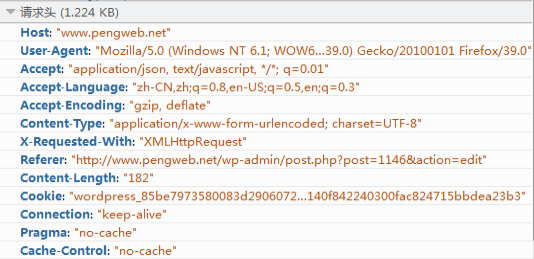 请求头 (1.224 KB)
Host: "www.pengweb.net"
User-Agent: "Mozilla/5.0 (Windows NT 6.1; WOW6...39.0) Gecko/20100101 Firefox/39.0"
Accept: "application/json, text/javascript, */*; q=0.01"
Accept-Language: "zh-CN,zh;q=0.8,en-US;q=0.5,en;q=0.3"
Accept-Encoding: "gzip, deflate"
Content-Type: "application/x-www-form-urlencoded; charset=UTF-8"
X-Requested-With: "XMLHttpRequest"
Referer: "http://www.pengweb.net/wp-admin/post.php?post=1146&action=edit"
Content-Length: "182"
Cookie: "wordpress_85be7973580083d2906072...140f842240300fac824715bbdea23b3"
Connection: "keep-alive"
Pragma: "no-cache"
Cache-Control: "no-cache"